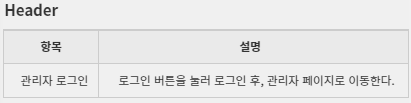 Header
항목 설명
관리자 로그인 로그인 버튼을 눌러 로그인 후, 관리자 페이지로 이동한다.